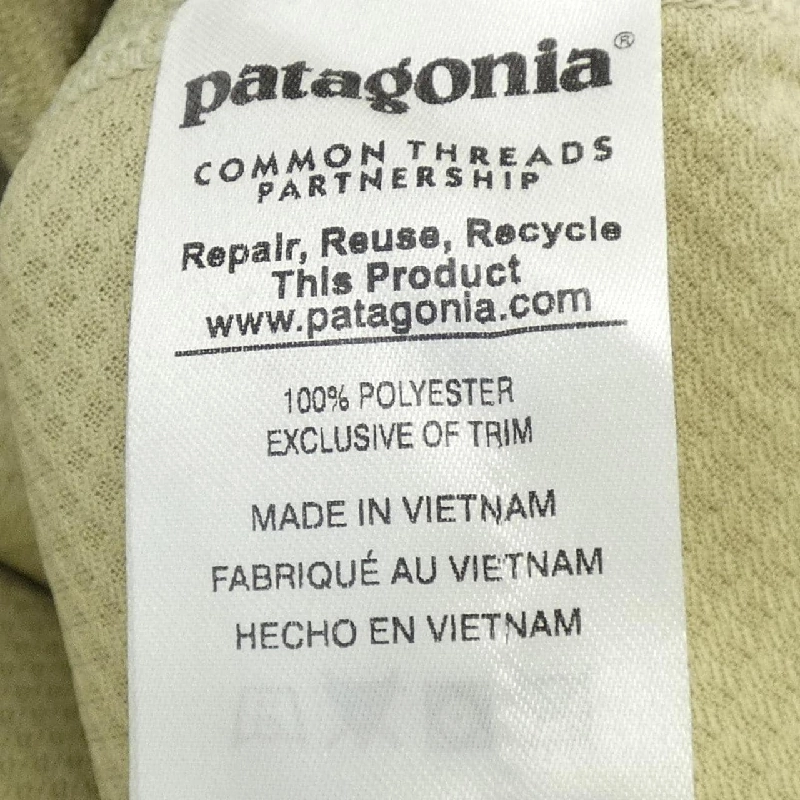 patagonia®
COMMON THREADS
PARTNERSHIP
Repair, Reuse, Recycle
This Product
www.patagonia.com
100% POLYESTER
EXCLUSIVE OF TRIM
MADE IN VIETNAM
FABRIQUÉ AU VIETNAM
HECHO EN VIETNAM